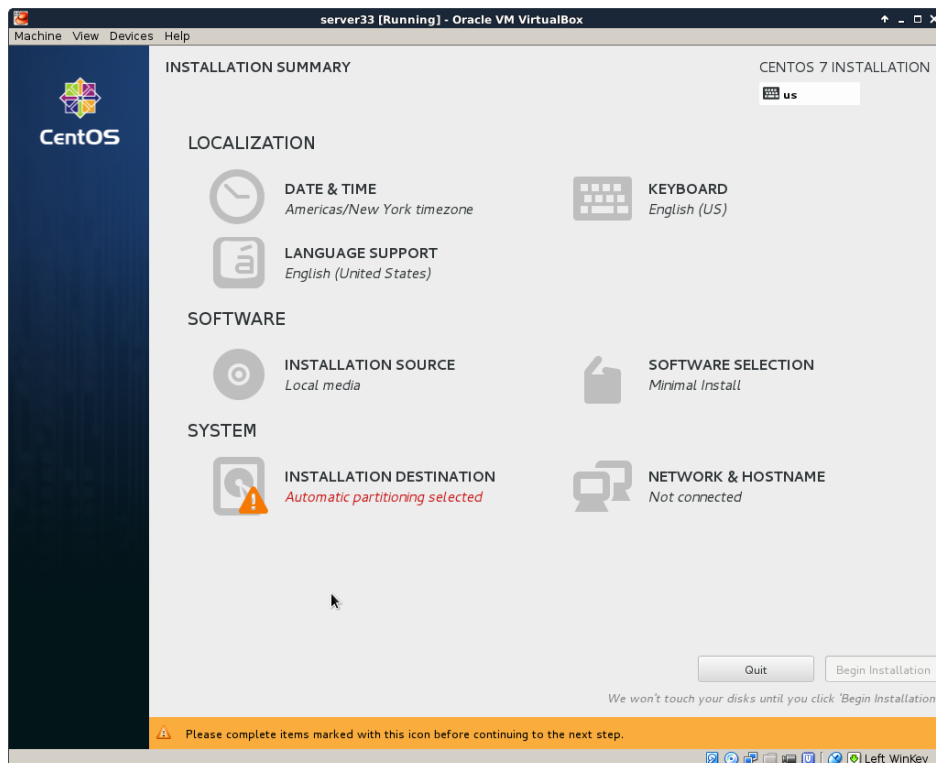 server33 [Running] - Oracle VM VirtualBox
Machine View Devices Help
INSTALLATION SUMMARY
CENTOS 7 INSTALLATION
us
CentOS
LOCALIZATION
DATE & TIME
Americas/New York timezone
KEYBOARD
English (US)
LANGUAGE SUPPORT
English (United States)
SOFTWARE
INSTALLATION SOURCE
Local media
SOFTWARE SELECTION
Minimal Install
SYSTEM
INSTALLATION DESTINATION
Automatic partitioning selected
NETWORK & HOSTNAME
Not connected
Quit
Begin Installation
We won't touch your disks until you click 'Begin Installation
Please complete items marked with this icon before continuing to the next step.
Left WinKey